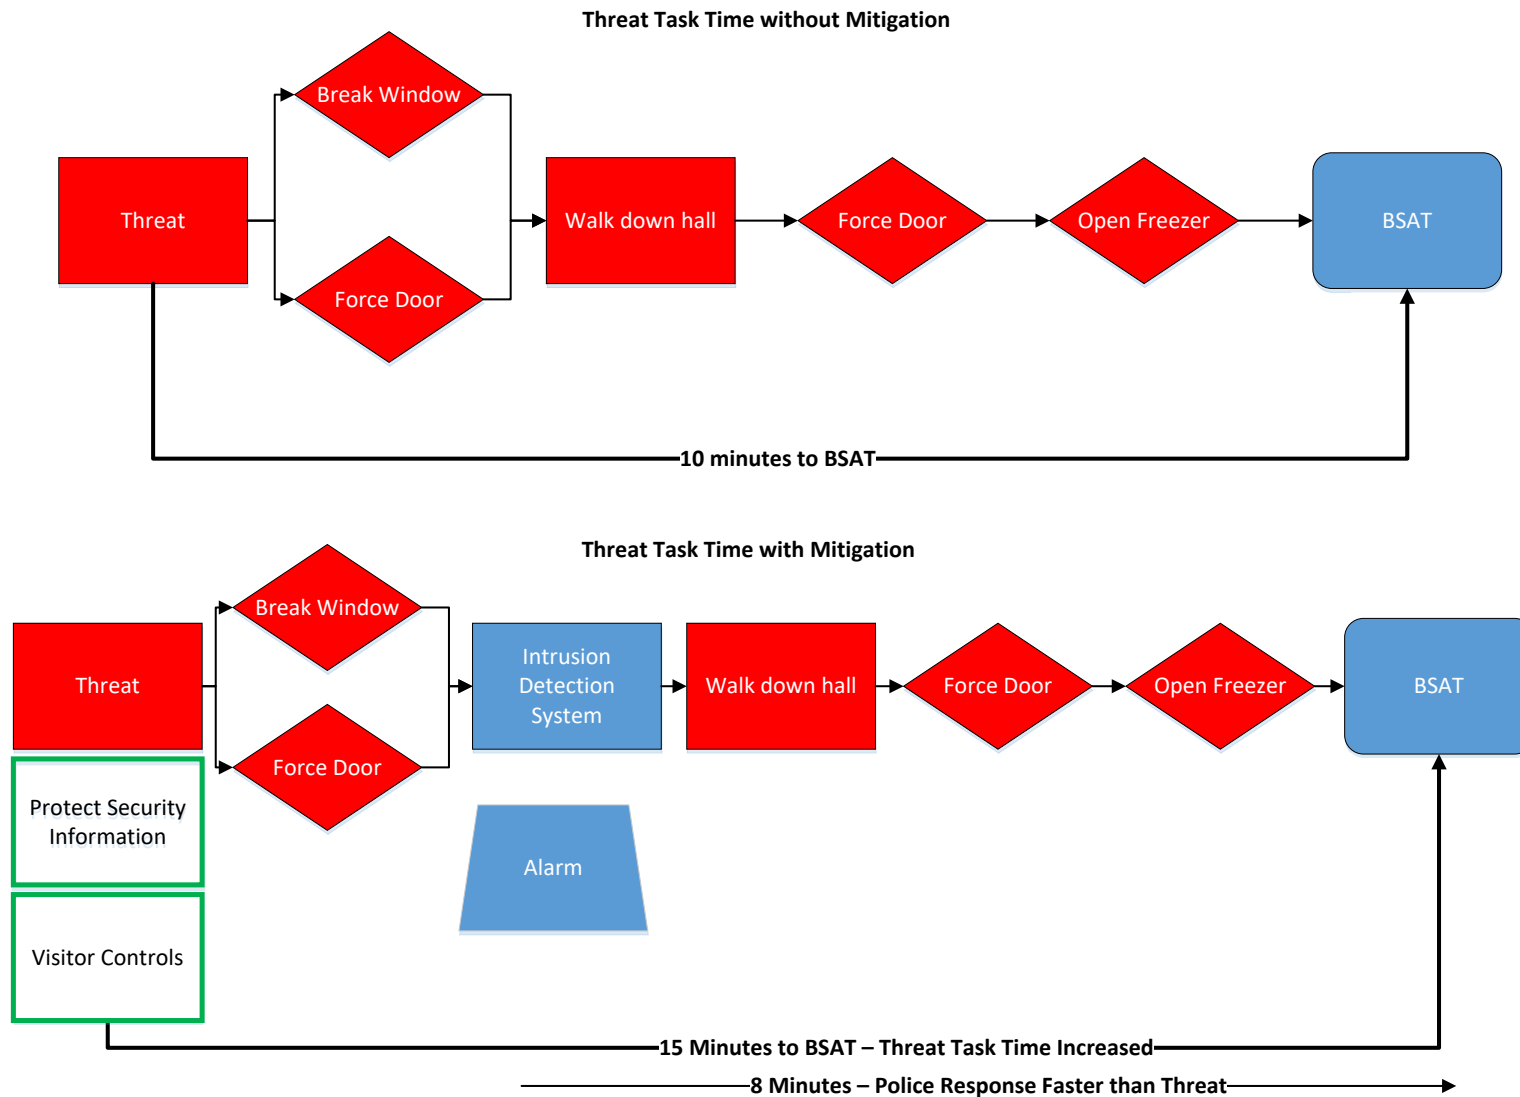 Threat Task Time without Mitigation
Break Window
Threat
Walk down hall
Force Door
Open Freezer
BSAT
Force Door
10 minutes to BSAT
Threat Task Time with Mitigation
Break Window
Threat
Intrusion
Detection
System
Walk down hall
Force Door
Open Freezer
BSAT
Force Door
Protect Security
Information
Alarm
Visitor Controls
15 Minutes to BSAT – Threat Task Time Increased
8 Minutes – Police Response Faster than Threat